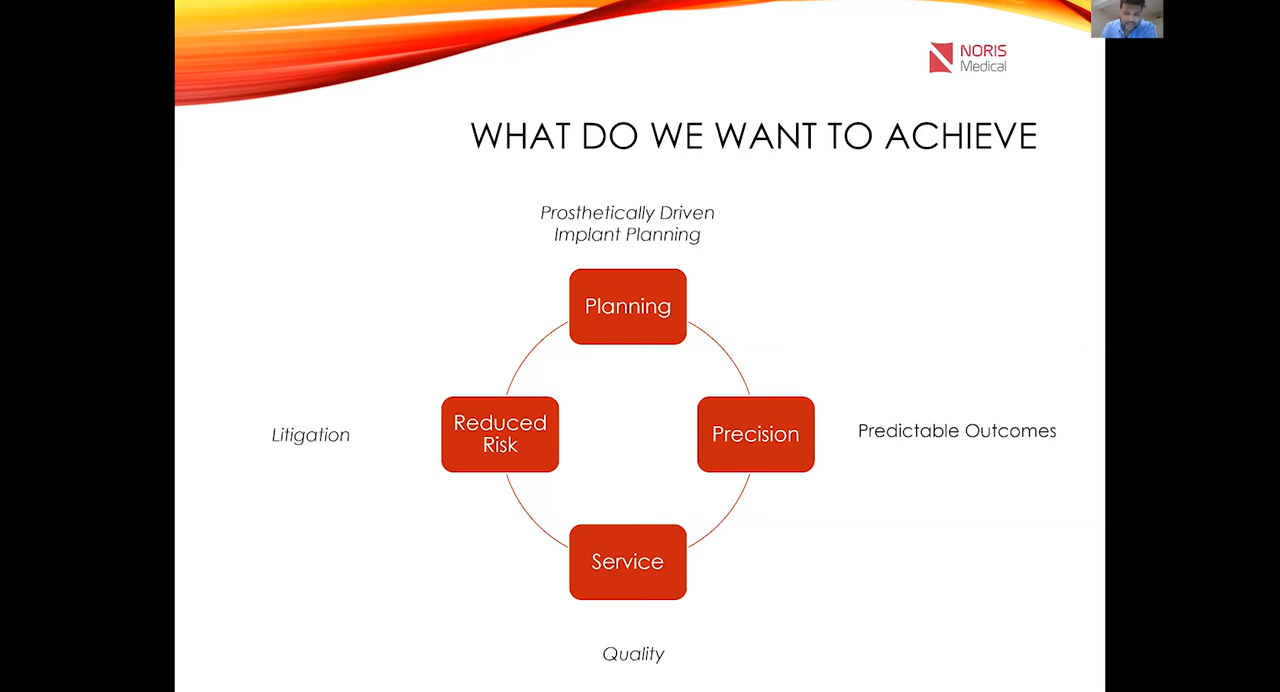 NORIS
Medical
WHAT DO WE WANT TO ACHIEVE
Prosthetically Driven
Implant Planning
Planning
Reduced
Risk
Litigation
Precision
Predictable Outcomes
Service
Quality